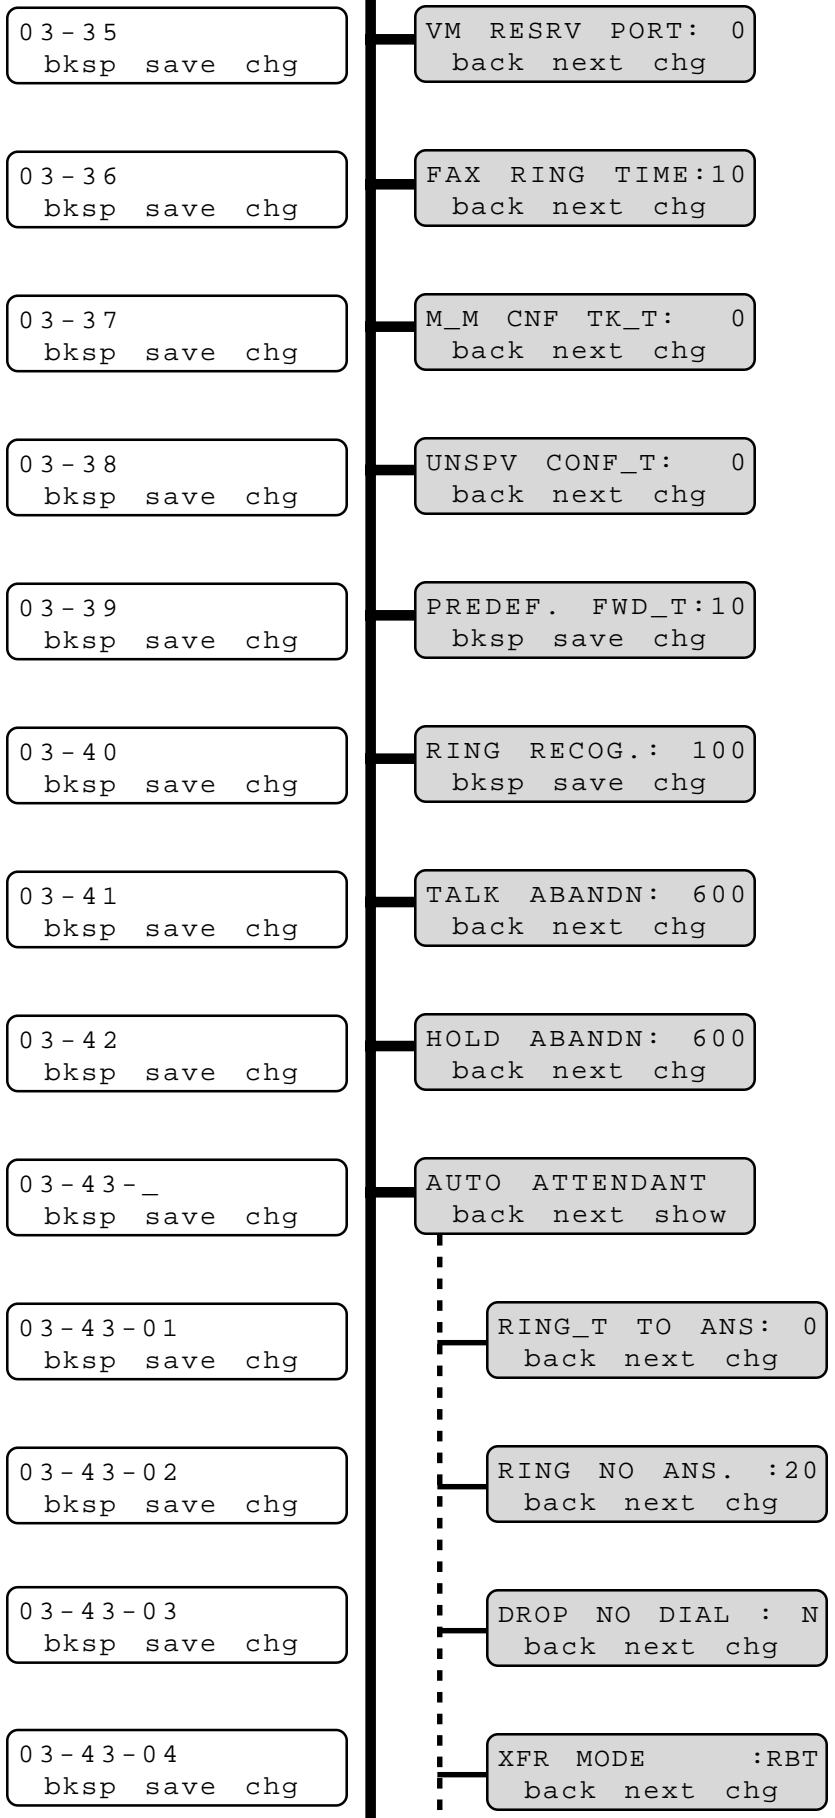 03-35
bksp save chg
VM RESRV PORT: 0
back next chg
03-36
bksp save chg
FAX RING TIME:10
back next chg
03-37
bksp save chg
M_M CNF TK_T: 0
back next chg
03-38
bksp save chg
UNSPV CONF_T: 0
back next chg
03-39
bksp save chg
PREDEF. FWD_T:10
bksp save chg
03-40
bksp save chg
RING RECOG.: 100
bksp save chg
03-41
bksp save chg
TALK ABANDN: 600
back next chg
03-42
bksp save chg
HOLD ABANDN: 600
back next chg
03-43-_
bksp save chg
AUTO ATTENDANT
back next show
03-43-01
bksp save chg
RING_T TO ANS: 0
back next chg
03-43-02
bksp save chg
RING NO ANS. :20
back next chg
03-43-03
bksp save chg
DROP NO DIAL : N
back next chg
03-43-04
bksp save chg
XFR MODE :RBT
back next chg